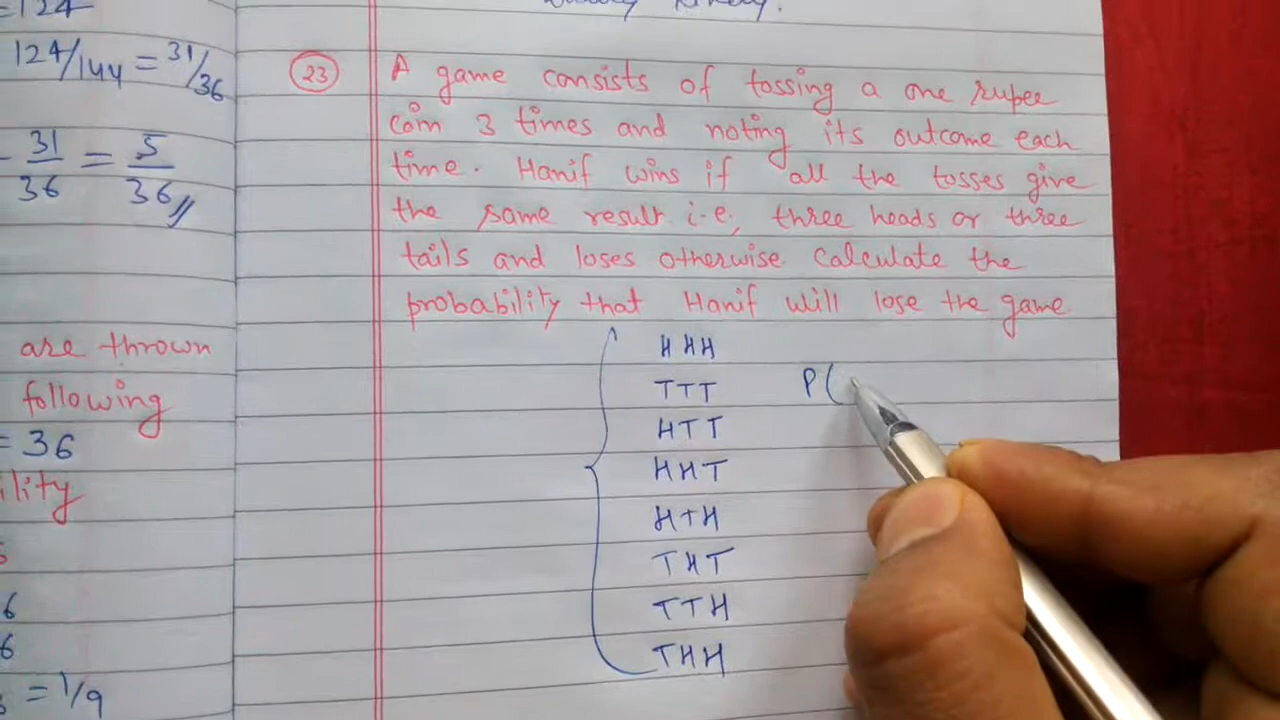 =124
124/144 = 31/36
31/36 = 5/36
are thrown
following
= 36
ility
6
6
= 1/9
23 A game consists of tossing a one rupee
coin 3 times and noting its outcome each
time. Hanif wins if all the tosses give
the same result i.e, three heads or three
tails and loses otherwise calculate the
probability that Hanif will lose the game
HHH
TTT
HTT
HHT
HTH
THT
TTH
THH
P(